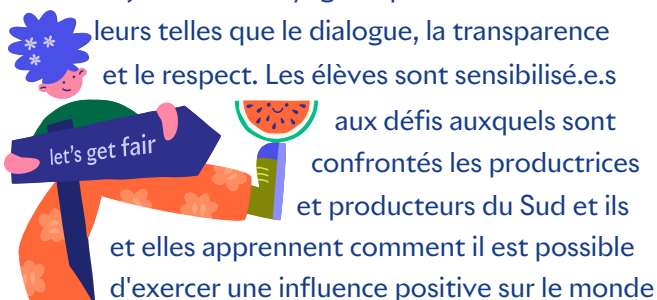 leurs telles que le dialogue, la transparence
et le respect. Les élèves sont sensibilisé.e.s
aux défis auxquels sont
let's get fair
confrontés les productrices
et producteurs du Sud et ils
et elles apprennent comment il est possible
d'exercer une influence positive sur le monde